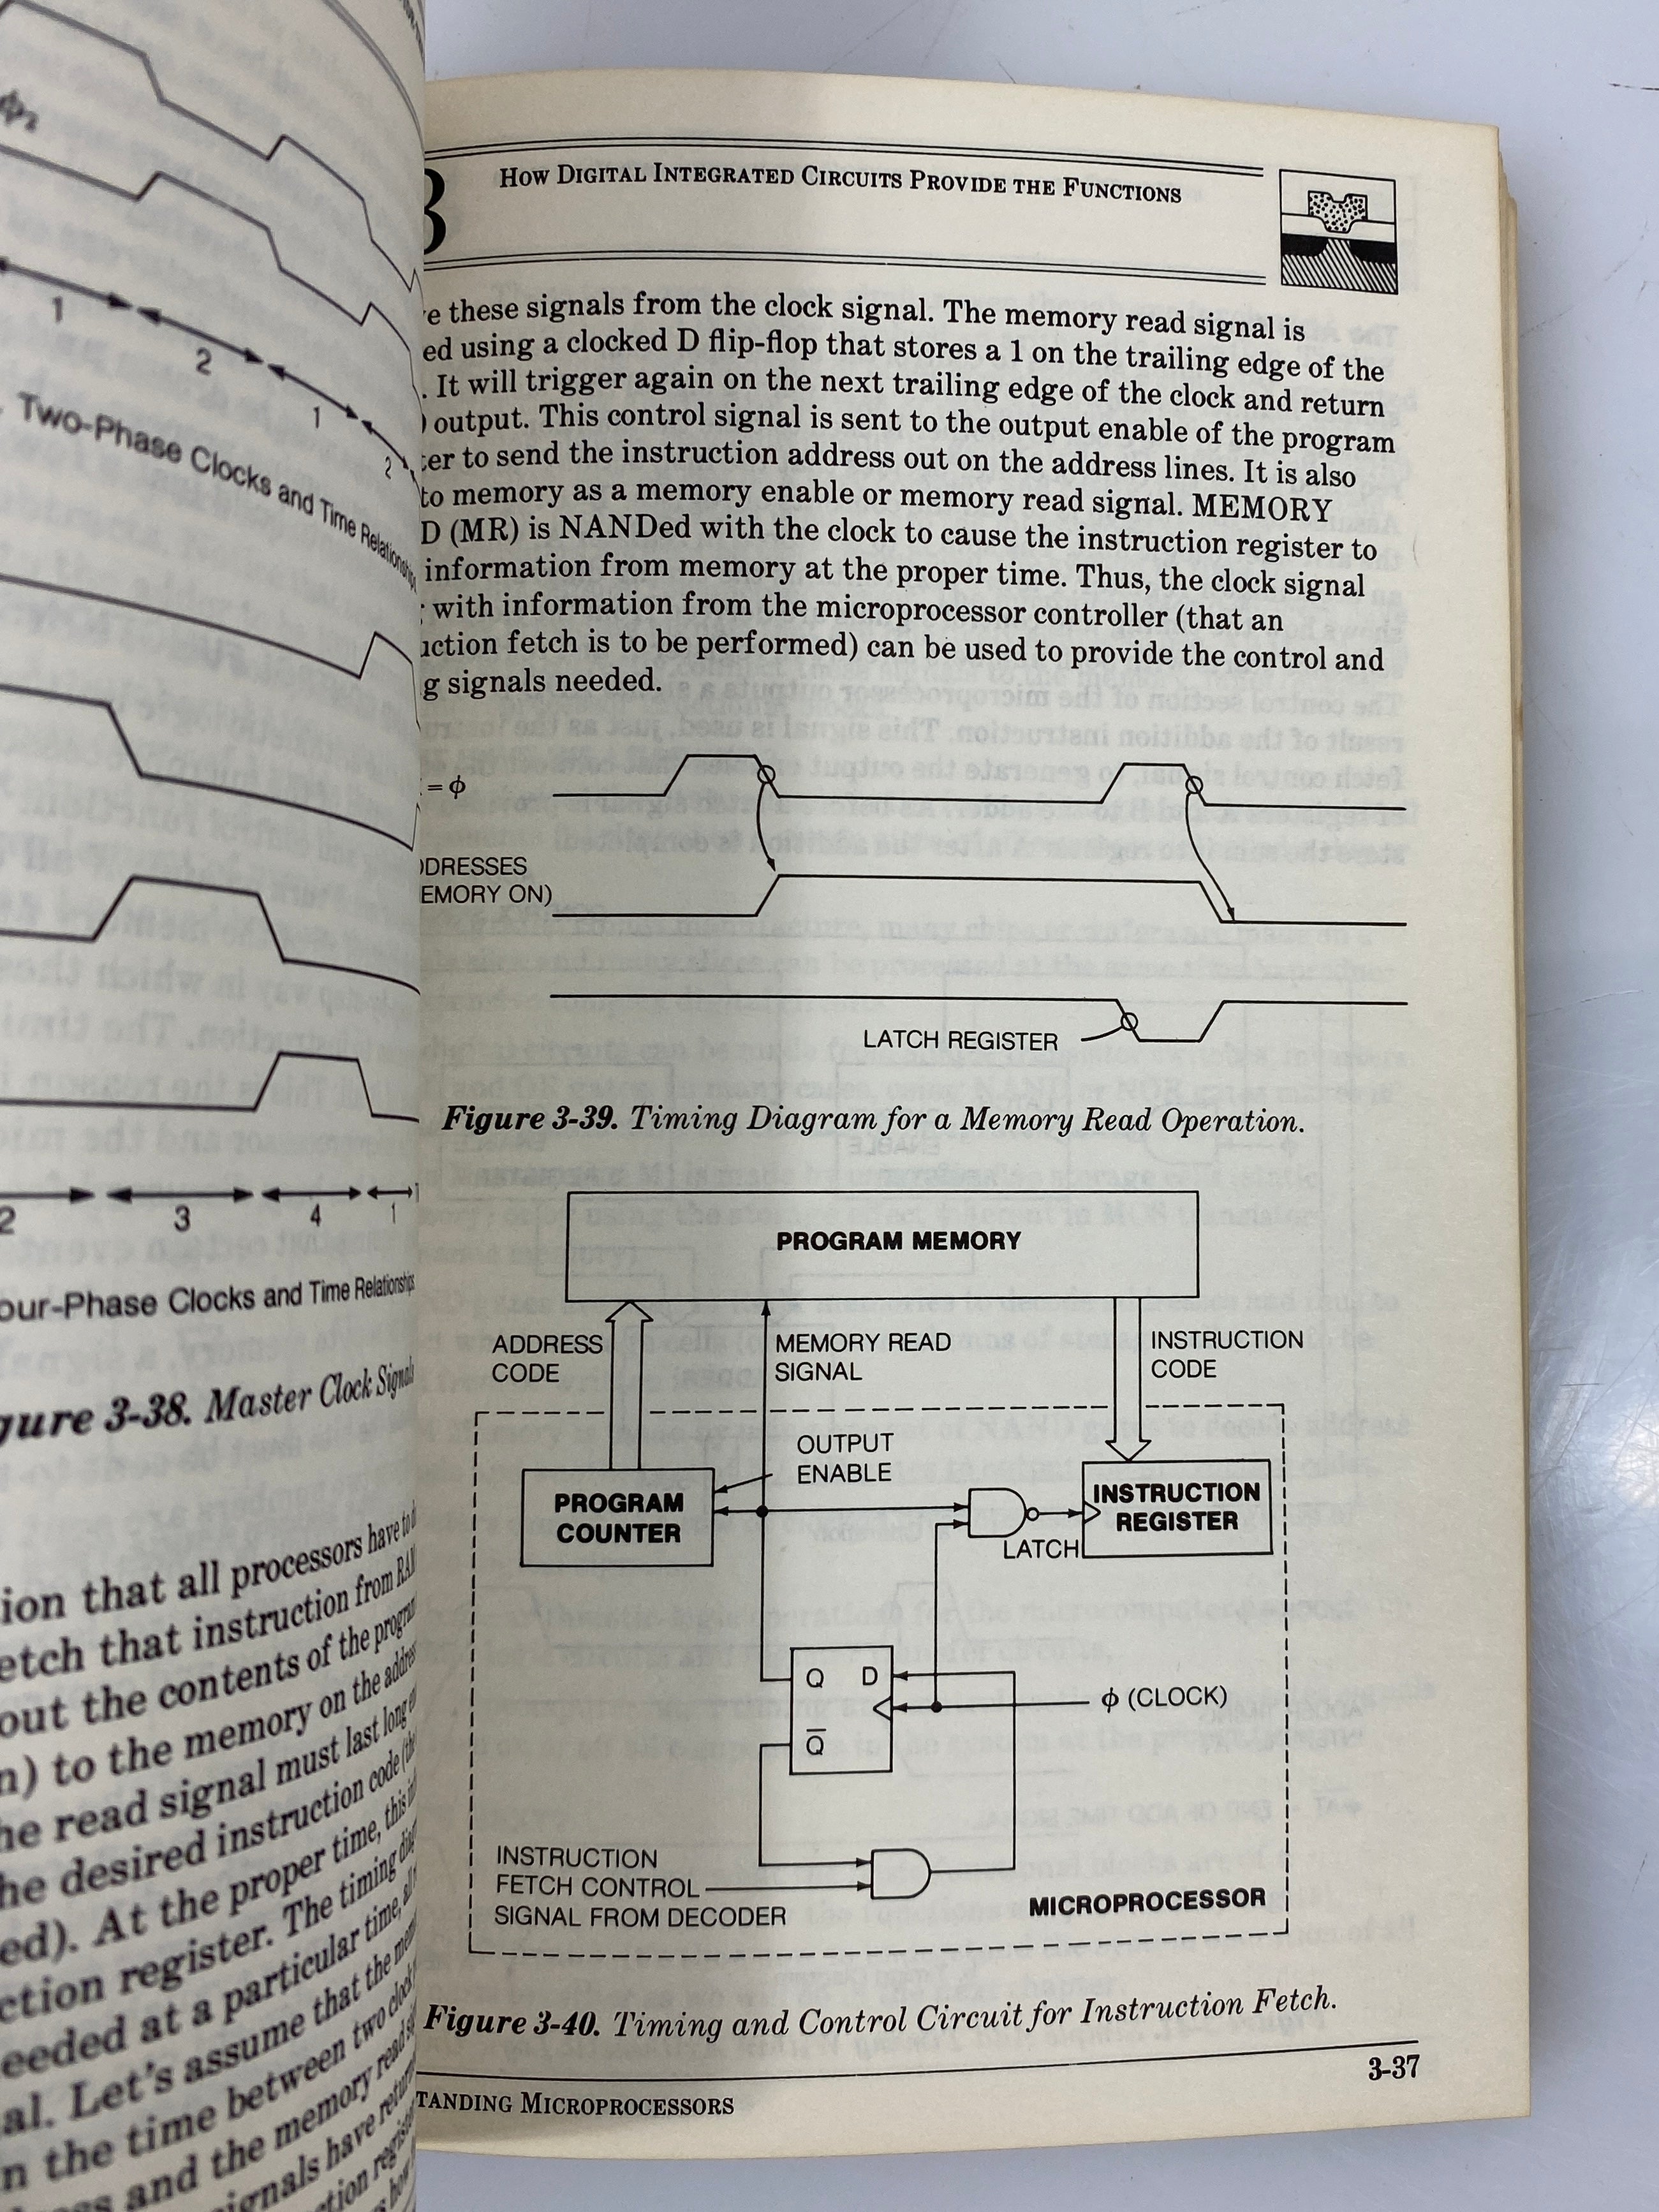 ϕ2
1
2
1
2
Two-Phase Clocks and Time Relationships
2
3
4
1
our-Phase Clocks and Time Relationships
gure 3-38. Master Clock Signals
ion that all processors have to
etch that instruction from RAM
out the contents of the program
n) to the memory on the address
he read signal must last long
he desired instruction code (the
ed). At the proper time, this
ction register. The timing
eeded at a particular time,
al. Let's assume that the
n the time between two clock
and the memory read
ignals have
3
How Digital Integrated Circuits Provide the Functions
e these signals from the clock signal. The memory read signal is
ed using a clocked D flip-flop that stores a 1 on the trailing edge of the
. It will trigger again on the next trailing edge of the clock and return
output. This control signal is sent to the output enable of the program
ter to send the instruction address out on the address lines. It is also
to memory as a memory enable or memory read signal. MEMORY
D (MR) is NANDed with the clock to cause the instruction register to
information from memory at the proper time. Thus, the clock signal
with information from the microprocessor controller (that an
uction fetch is to be performed) can be used to provide the control and
g signals needed.
= ϕ
DDRESSES
EMORY ON)
LATCH REGISTER
Figure 3-39. Timing Diagram for a Memory Read Operation.
PROGRAM MEMORY
ADDRESS
CODE
MEMORY READ
SIGNAL
INSTRUCTION
CODE
OUTPUT
ENABLE
PROGRAM
COUNTER
INSTRUCTION
REGISTER
LATCH
Q D
ϕ (CLOCK)
Q̅
INSTRUCTION
FETCH CONTROL
SIGNAL FROM DECODER
MICROPROCESSOR
Figure 3-40. Timing and Control Circuit for Instruction Fetch.
TANDING MICROPROCESSORS
3-37